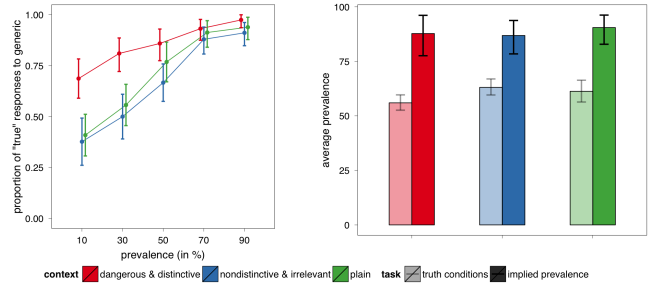 proportion of "true" responses to generic
1.00
0.75
0.50
0.25
0.00
10 30 50 70 90
prevalence (in %)
average prevalence
100
75
50
25
0
context dangerous & distinctive nondistinctive & irrelevant plain task truth conditions implied prevalence